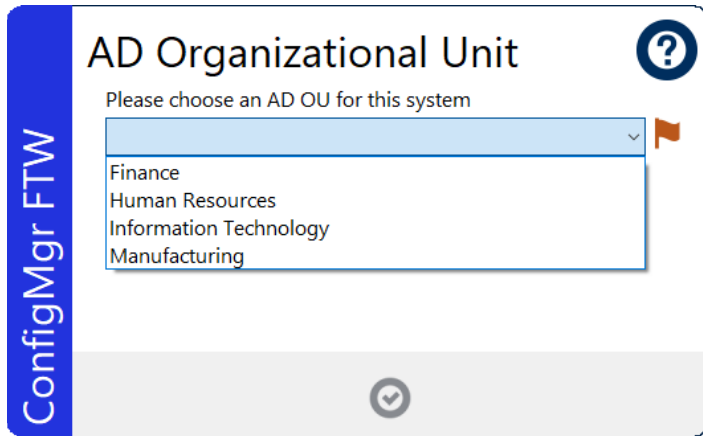 ConfigMgr FTW
AD Organizational Unit
Please choose an AD OU for this system
Finance
Human Resources
Information Technology
Manufacturing